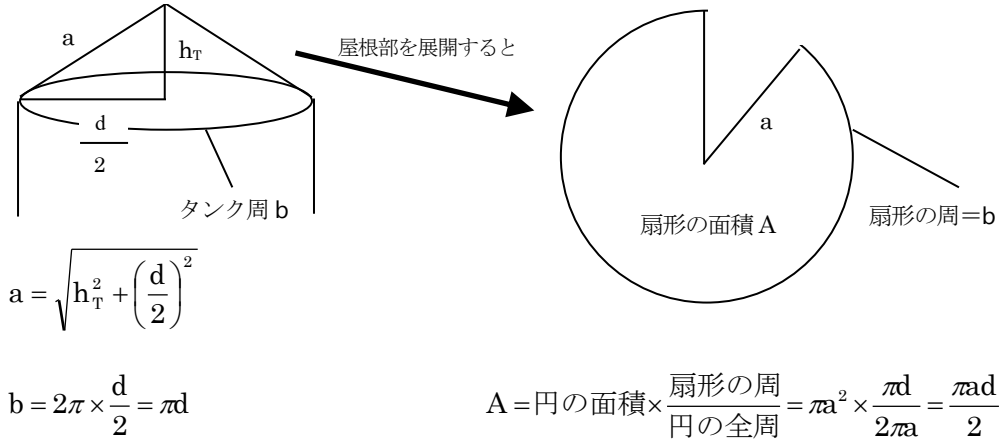 a
h_T
屋根部を展開すると
d/2
a
タンク周 b
扇形の面積 A
扇形の周＝b
a = √(h_T^2 + (d/2)^2)
b = 2π × d/2 = πd
A = 円の面積 × 扇形の周/円の全周 = πa^2 × πd/2πa = πad/2